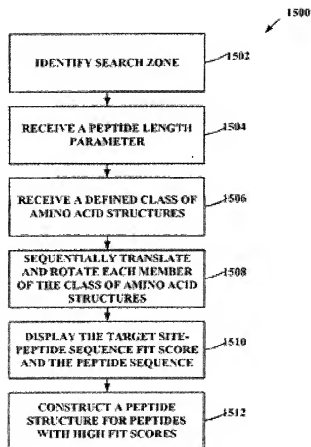 1500
IDENTIFY SEARCH ZONE
1502
RECEIVE A PEPTIDE LENGTH
PARAMETER
1504
RECEIVE A DEFINED CLASS OF
AMINO ACID STRUCTURES
1506
SEQUENTIALLY TRANSLATE
AND ROTATE EACH MEMBER
OF THE CLASS OF AMINO ACID
STRUCTURES
1508
DISPLAY THE TARGET SITE-
PEPTIDE SEQUENCE FIT SCORE
AND THE PEPTIDE SEQUENCE
1510
CONSTRUCT A PEPTIDE
STRUCTURE FOR PEPTIDES
WITH HIGH FIT SCORES
1512